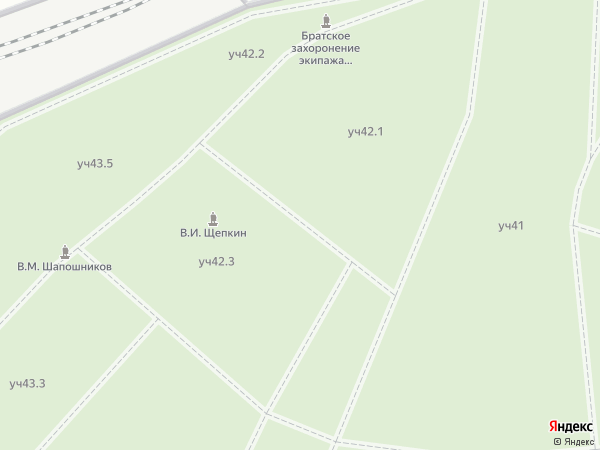 Братское
захоронение
экипажа...
уч42.2
уч42.1
уч43.5
уч41
В.И. Щепкин
уч42.3
В.М. Шапошников
уч43.3
Яндекс
© Яндекс